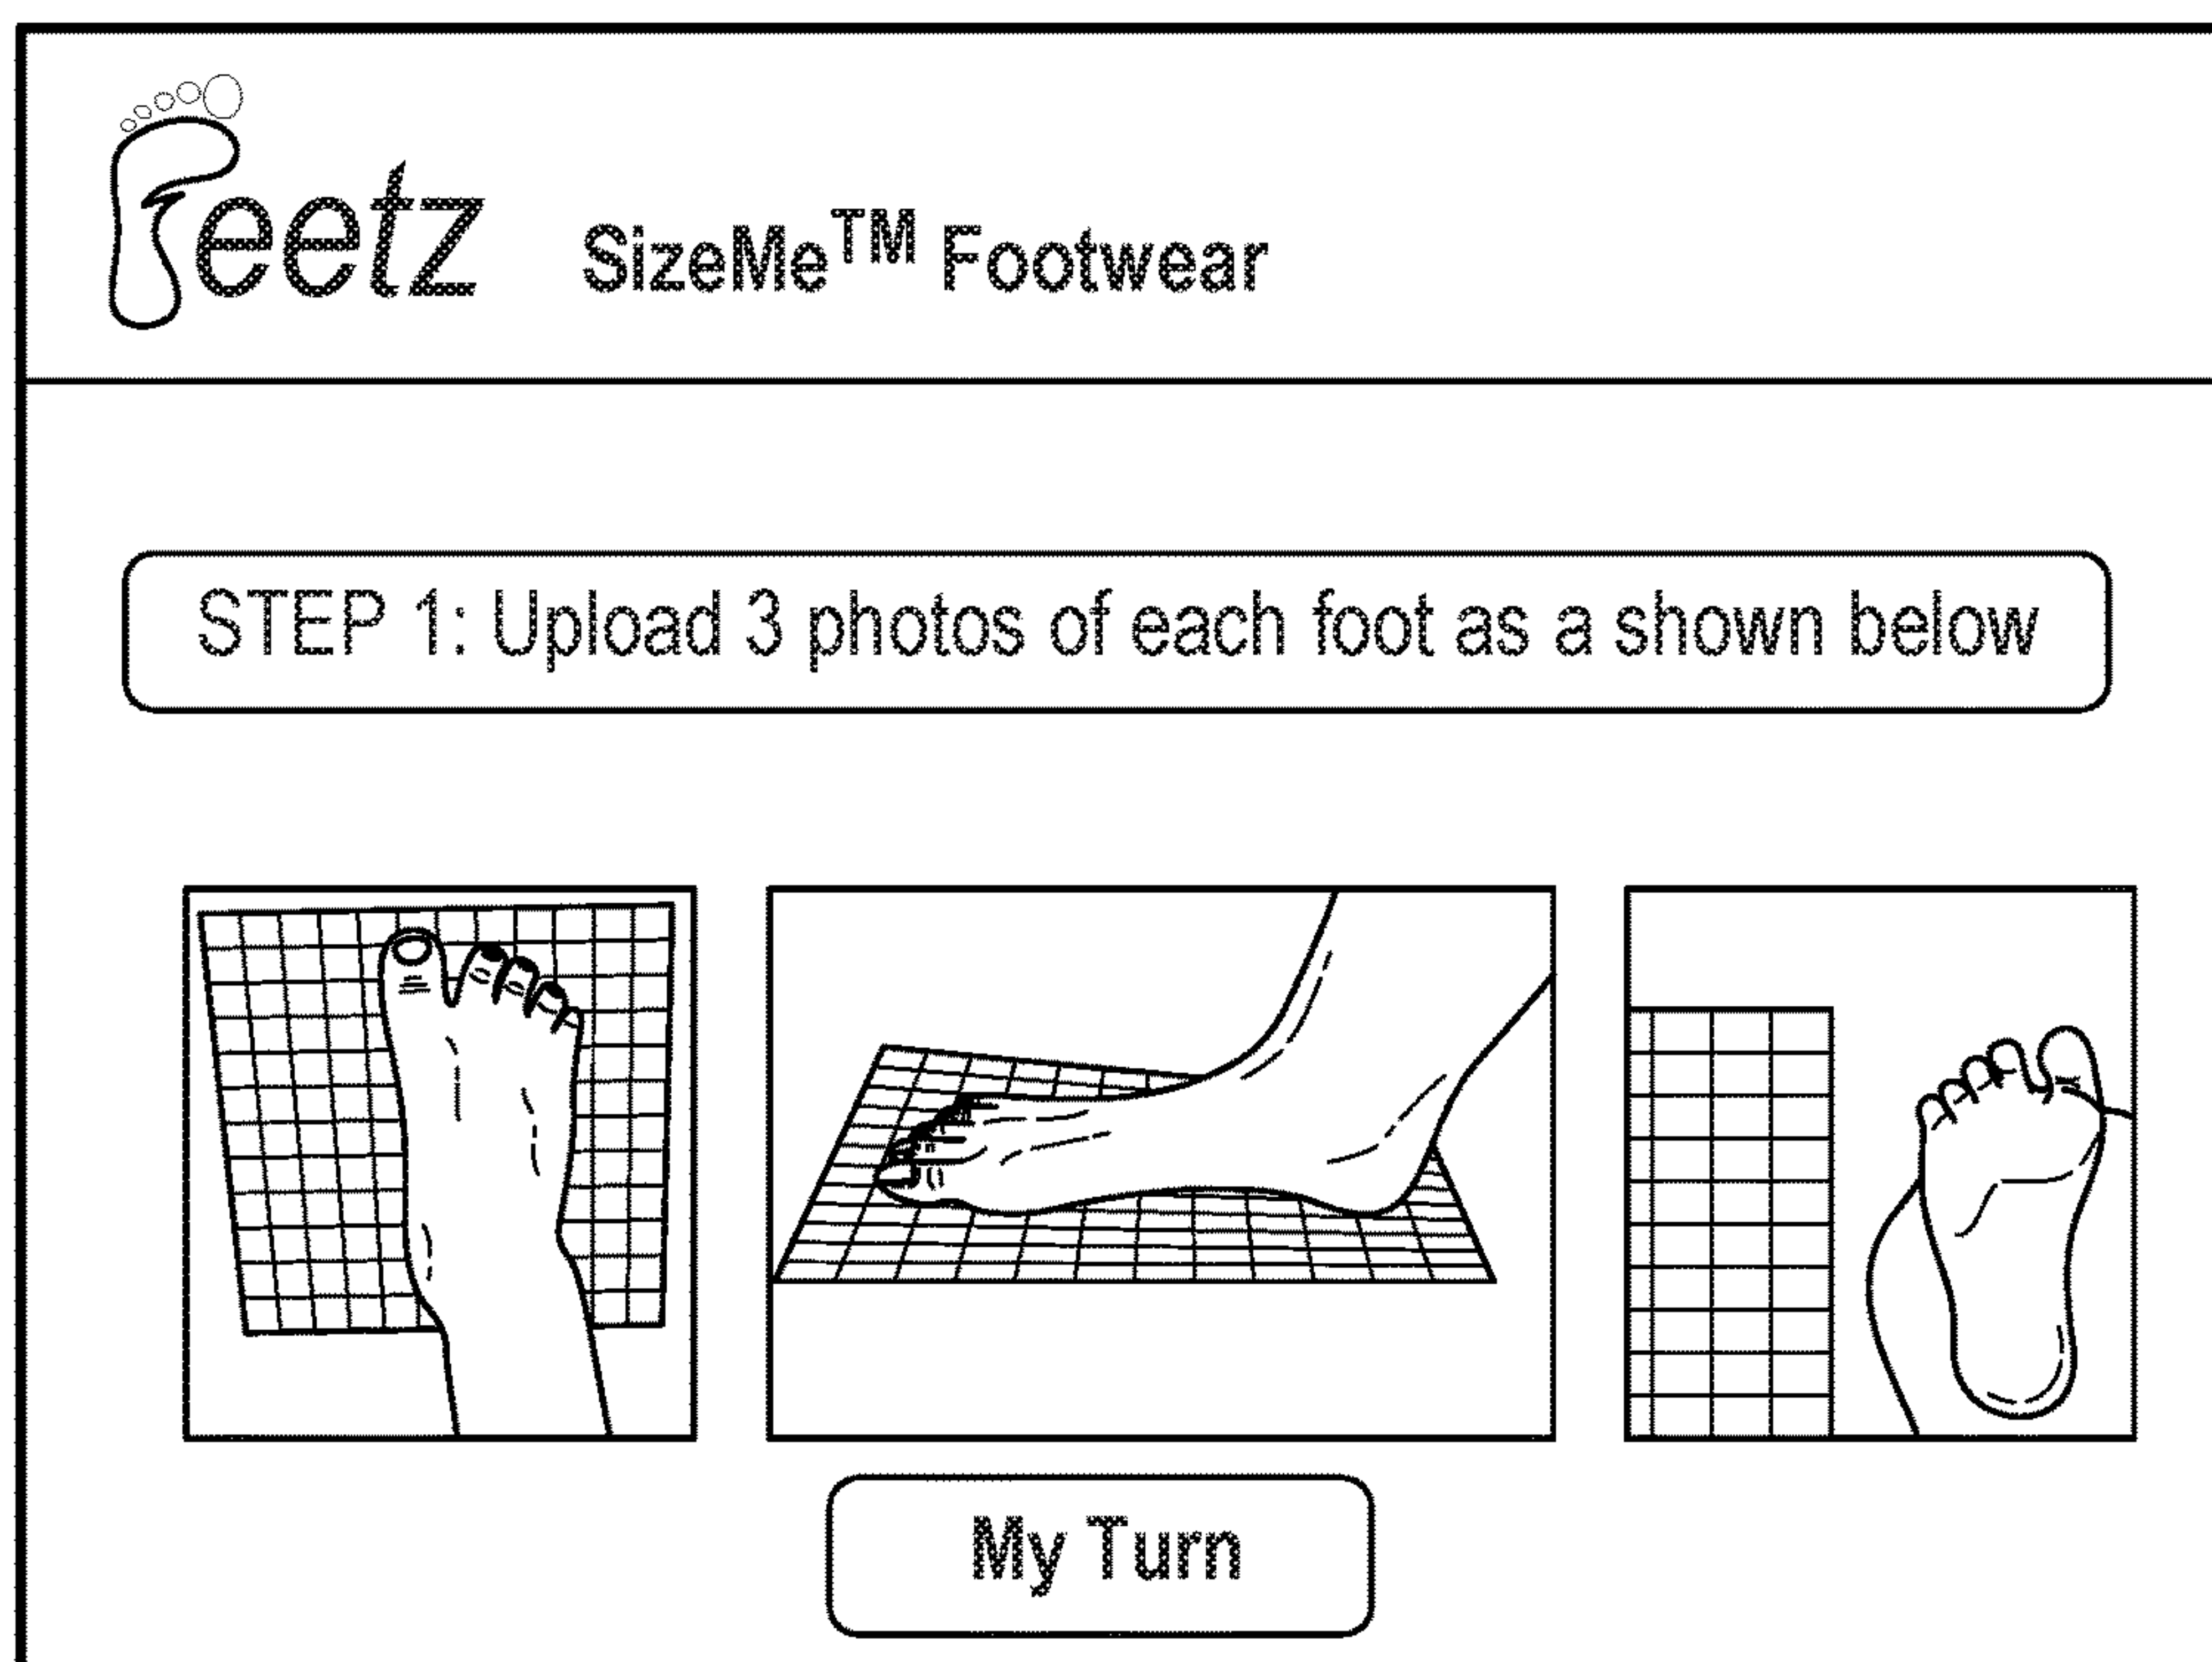 Feetz SizeMe™ Footwear
STEP 1: Upload 3 photos of each foot as a shown below
My Turn